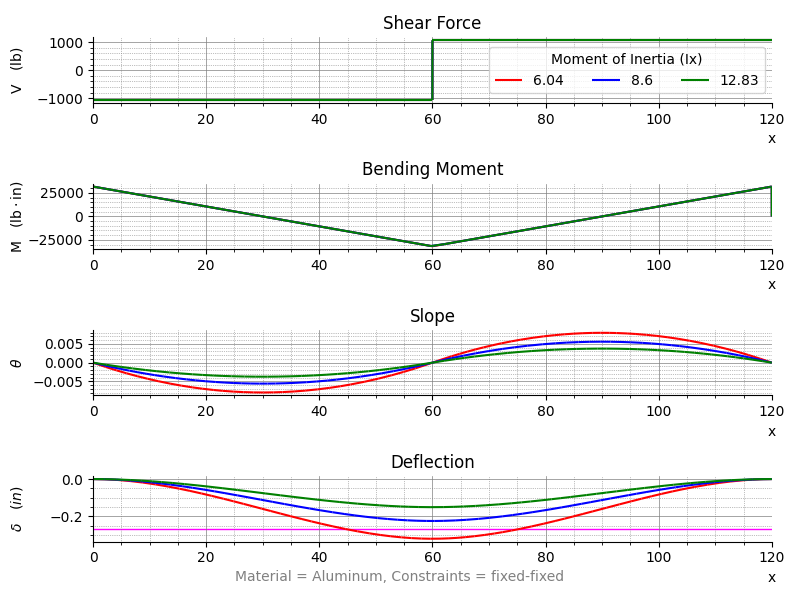 Shear Force
V (lb)
1000
0
−1000
Moment of Inertia (Ix)
6.04 8.6 12.83
0 20 40 60 80 100 120
x
Bending Moment
M (lb · in)
25000
0
−25000
0 20 40 60 80 100 120
x
Slope
θ
0.005
0.000
−0.005
0 20 40 60 80 100 120
x
Deflection
δ (in)
0.0
−0.2
0 20 40 60 80 100 120
x
Material = Aluminum, Constraints = fixed-fixed